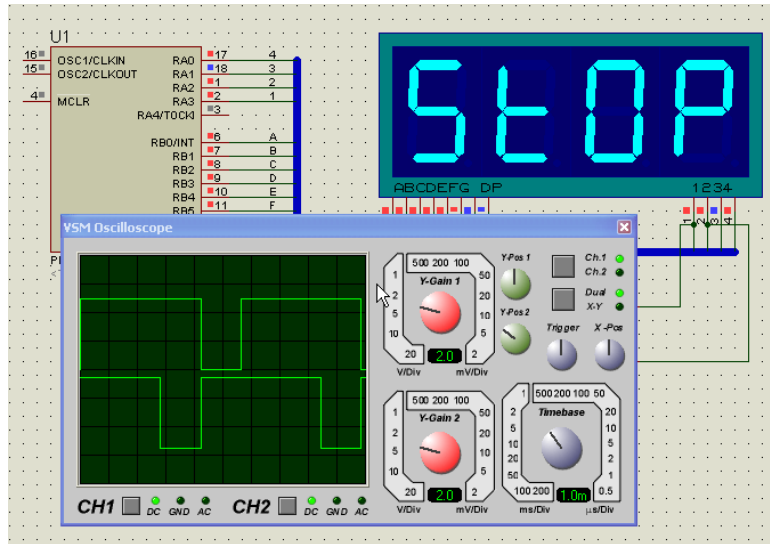 U1
16 OSC1/CLKIN RA0 17 4
15 OSC2/CLKOUT RA1 18 3
RA2 1 2
4 MCLR RA3 2 1
RA4/T0CKI 3
RB0/INT 6 A
RB1 7 B
RB2 8 C
RB3 9 D
RB4 10 E
RB5 11 F
StOP
ABCDEFG DP 1234
1 2 3 4
VSM Oscilloscope
500 200 100
1 50
2 20
5 10
10 5
20 2
Y-Gain 1
2.0
V/Div mV/Div
Y-Pos 1
Y-Pos 2
Ch.1
Ch.2
Dual
X-Y
Trigger X-Pos
500 200 100
1 50
2 20
5 10
10 5
20 2
Y-Gain 2
2.0
V/Div mV/Div
1 500 200 100 50
2 20
5 10
10 5
20 2
50 1
100 200 0.5
Timebase
1.0m
ms/Div µs/Div
CH1 DC GND AC CH2 DC GND AC